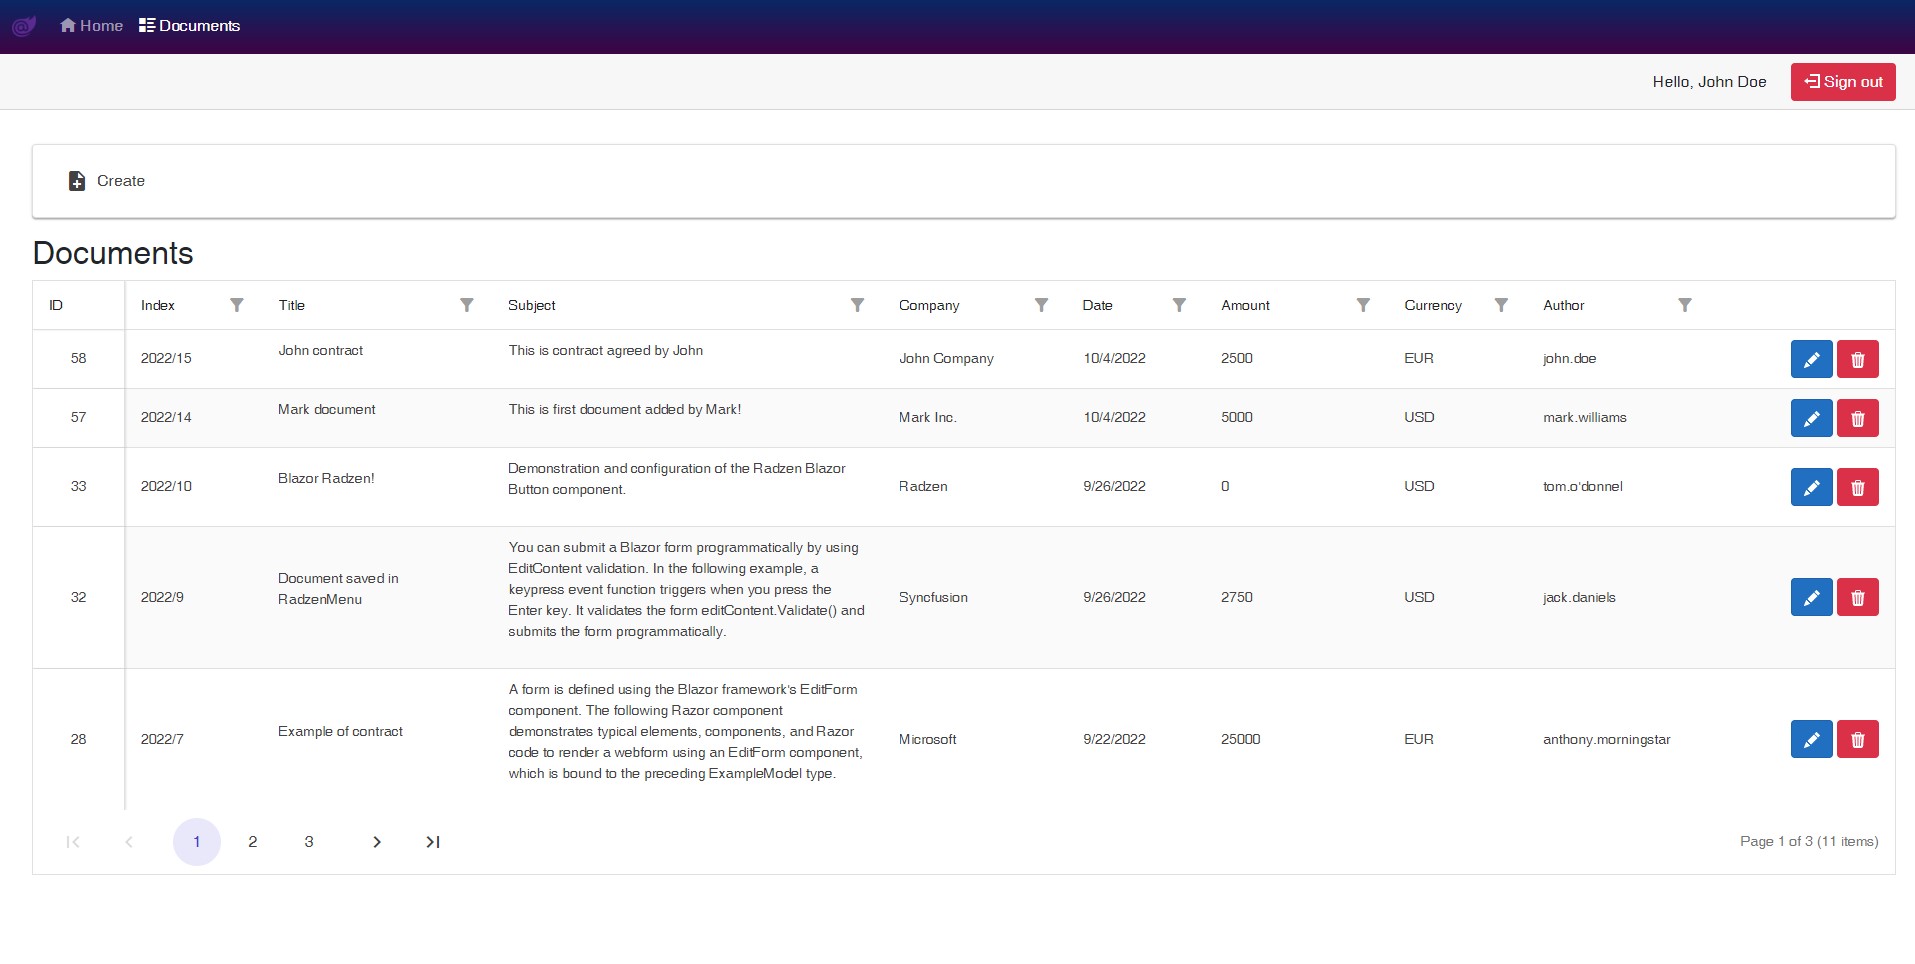 Home Documents
Hello, John Doe Sign out
Create
Documents
ID Index Title Subject Company Date Amount Currency Author
58 2022/15 John contract This is contract agreed by John John Company 10/4/2022 2500 EUR john.doe
57 2022/14 Mark document This is first document added by Mark! Mark Inc. 10/4/2022 5000 USD mark.williams
33 2022/10 Blazor Radzen! Demonstration and configuration of the Radzen Blazor
Button component. Radzen 9/26/2022 0 USD tom.o'donnel
32 2022/9 Document saved in
RadzenMenu
You can submit a Blazor form programmatically by using
EditContent validation. In the following example, a
keypress event function triggers when you press the
Enter key. It validates the form editContent.Validate() and
submits the form programmatically.
Syncfusion 9/26/2022 2750 USD jack.daniels
28 2022/7 Example of contract
A form is defined using the Blazor framework's EditForm
component. The following Razor component
demonstrates typical elements, components, and Razor
code to render a webform using an EditForm component,
which is bound to the preceding ExampleModel type.
Microsoft 9/22/2022 25000 EUR anthony.morningstar
1 2 3 Page 1 of 3 (11 items)